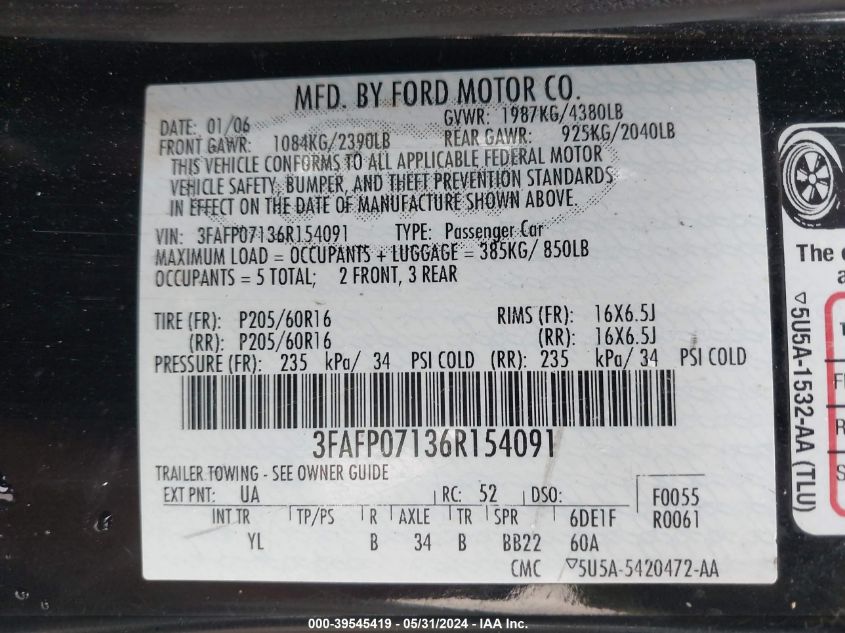 MFD. BY FORD MOTOR CO.
DATE: 01/06 GVWR: 1987KG/4380LB
FRONT GAWR: 1084KG/2390LB REAR GAWR: 925KG/2040LB
THIS VEHICLE CONFORMS TO ALL APPLICABLE FEDERAL MOTOR
VEHICLE SAFETY, BUMPER, AND THEFT PREVENTION STANDARDS
IN EFFECT ON THE DATE OF MANUFACTURE SHOWN ABOVE.
VIN: 3FAFP07136R154091 TYPE: Passenger Car
MAXIMUM LOAD = OCCUPANTS + LUGGAGE = 385KG/ 850LB
OCCUPANTS = 5 TOTAL; 2 FRONT, 3 REAR
TIRE (FR): P205/60R16 RIMS (FR): 16X6.5J
(RR): P205/60R16 (RR): 16X6.5J
PRESSURE (FR): 235 kPa/ 34 PSI COLD (RR): 235 kPa/ 34 PSI COLD
3FAFP07136R154091
TRAILER TOWING - SEE OWNER GUIDE
EXT PNT: UA RC: 52 DSO: F0055
INT TR TP/PS R AXLE TR SPR 6DE1F R0061
YL B 34 B BB22 60A
CMC ▽5U5A-5420472-AA
The
a
▽5U5A-1532-AA (TLU)
T
F
R
S
000-39545419 - 05/31/2024 - IAA Inc.